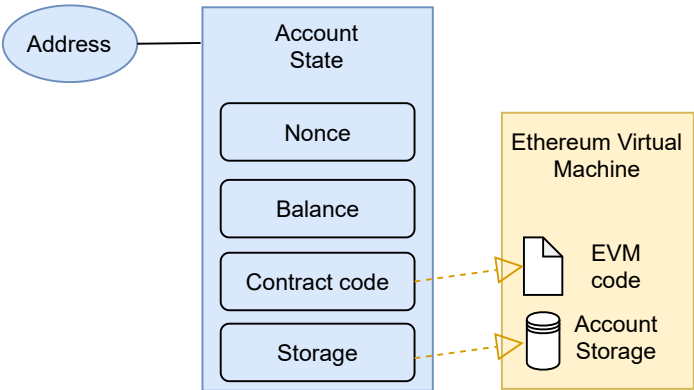 Address
Account
State
Nonce
Balance
Contract code
Storage
Ethereum Virtual
Machine
EVM
code
Account
Storage